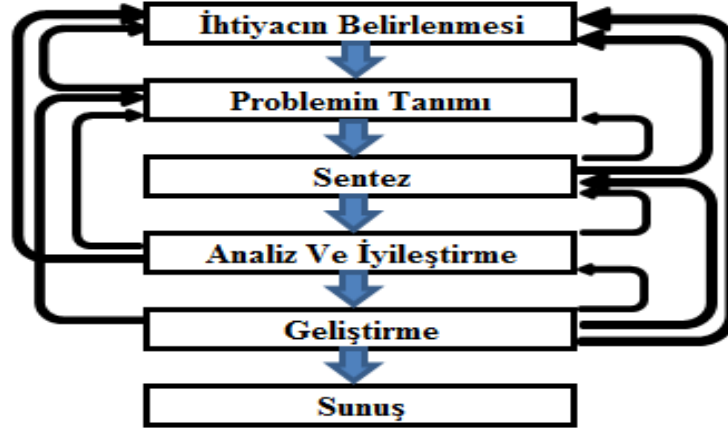 İhtiyacın Belirlenmesi
Problemin Tanımı
Sentez
Analiz Ve İyileştirme
Geliştirme
Sunuş